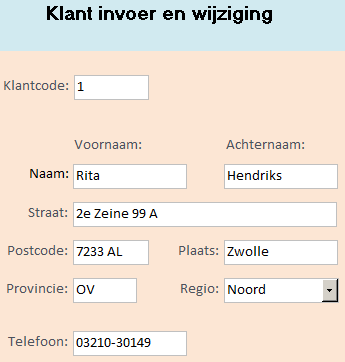 Klant invoer en wijziging
Klantcode: 1
Voornaam: Achternaam:
Naam: Rita Hendriks
Straat: 2e Zeine 99 A
Postcode: 7233 AL Plaats: Zwolle
Provincie: OV Regio: Noord
Telefoon: 03210-30149